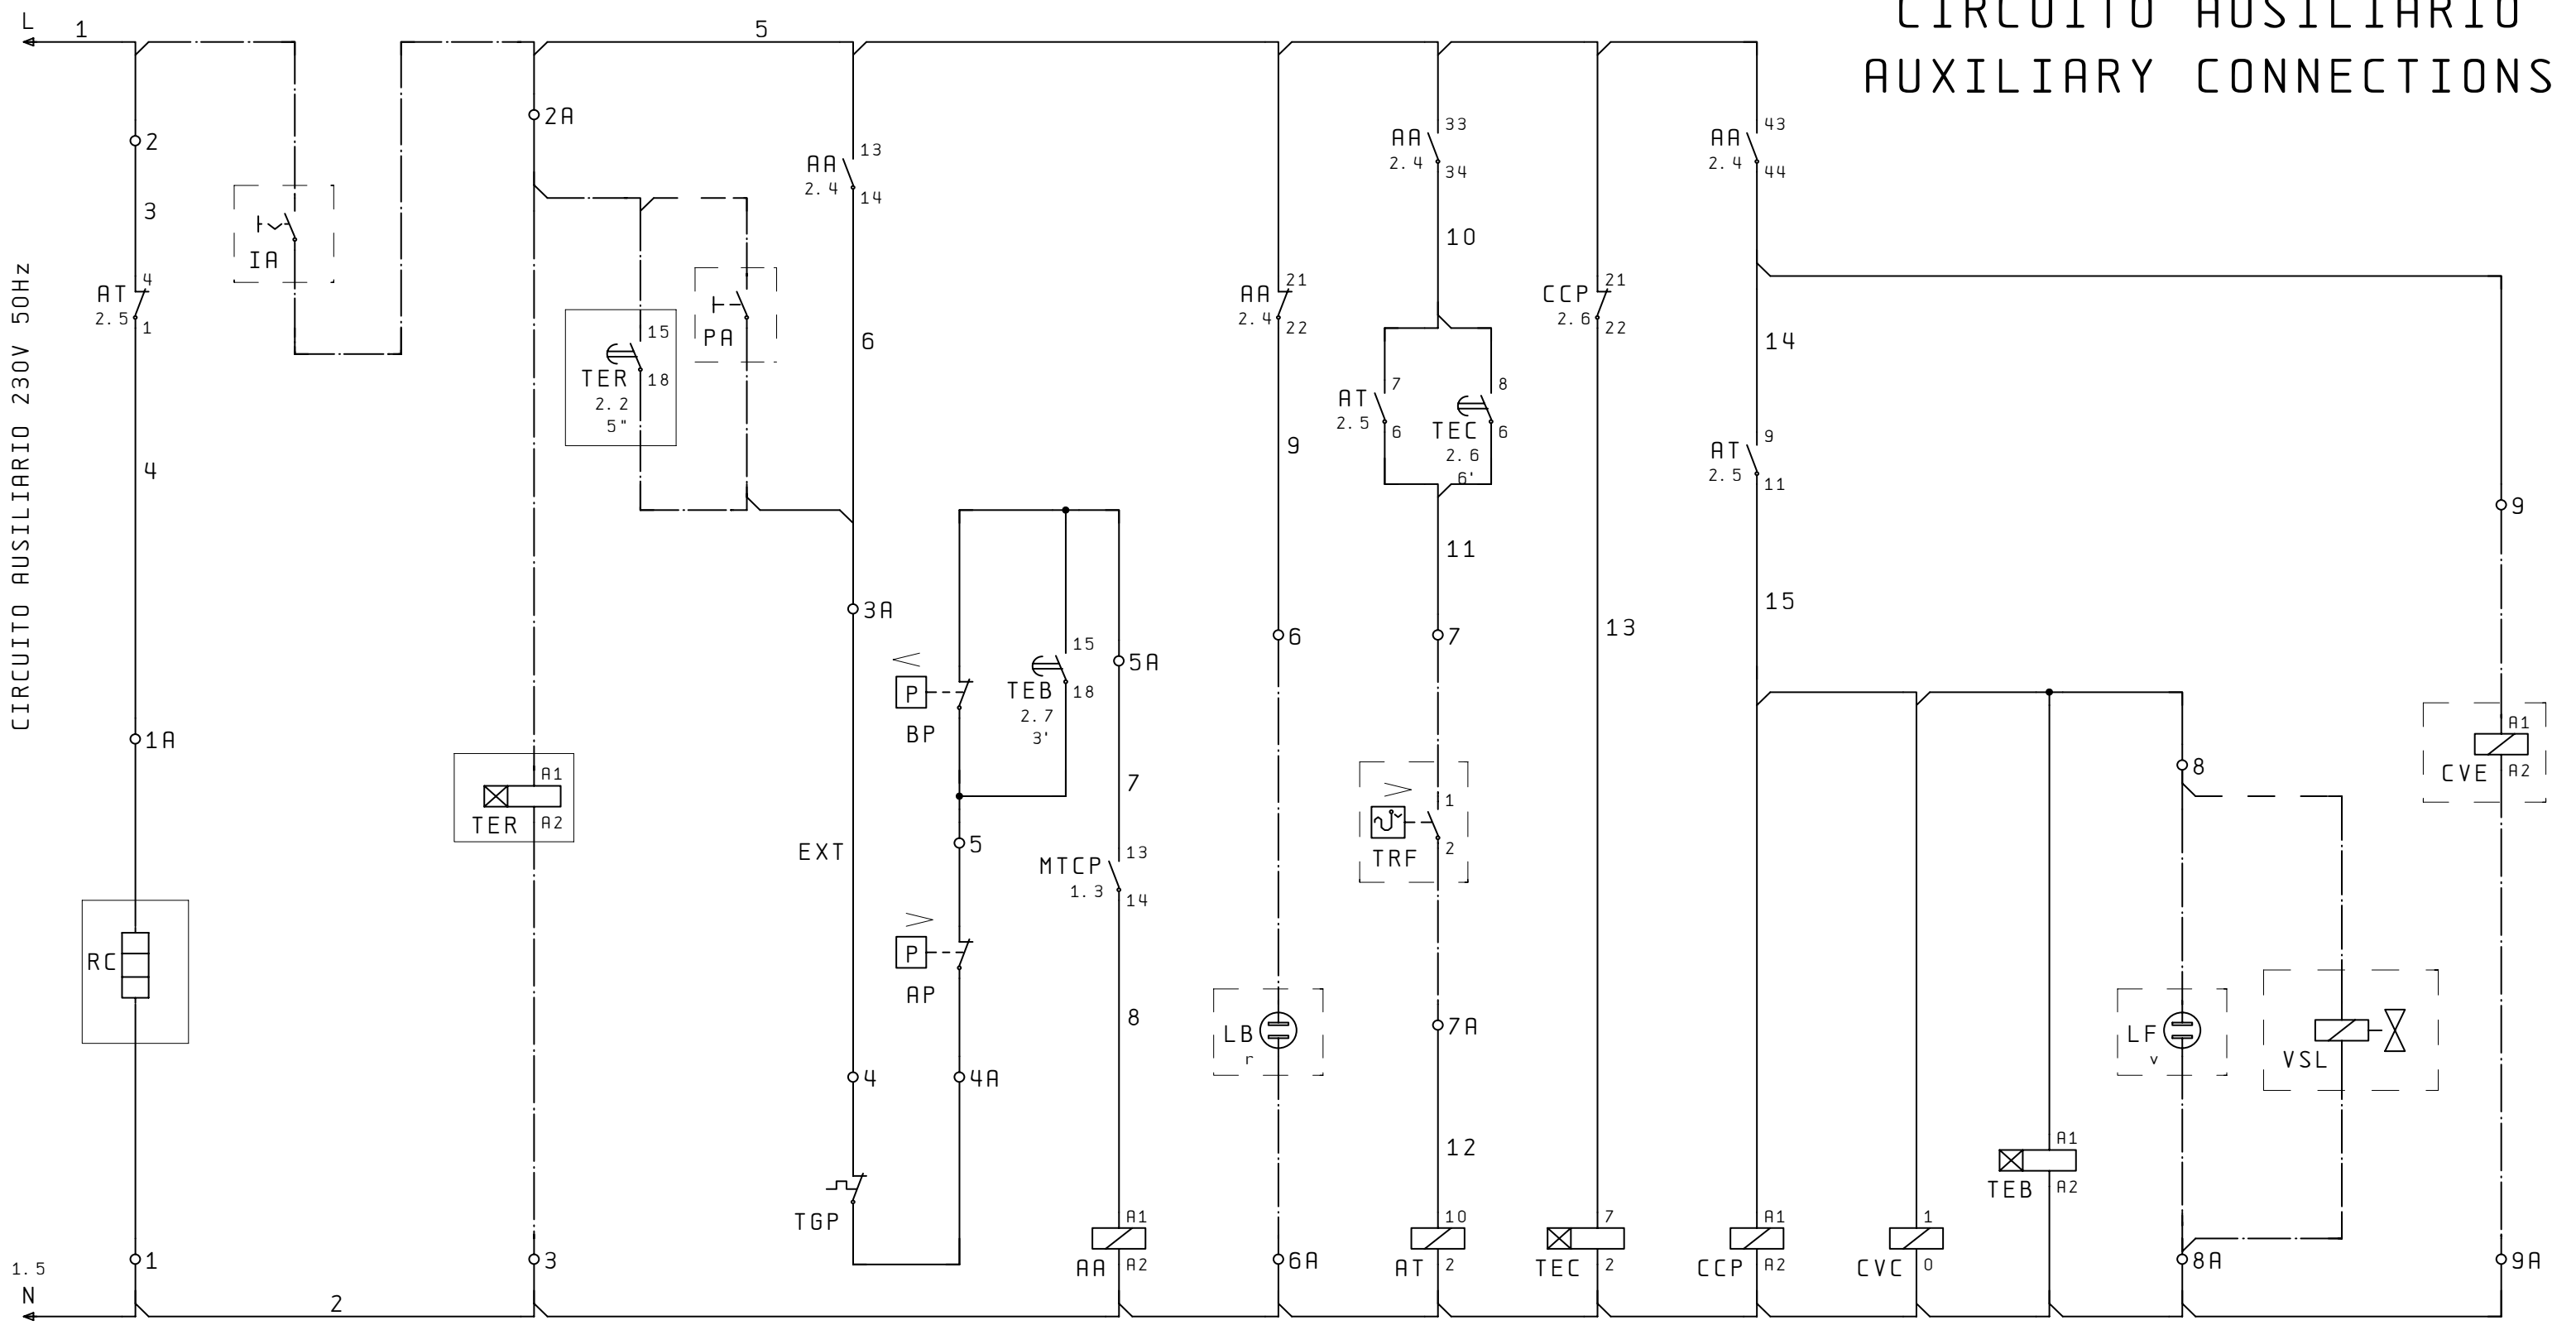 CIRCUITO AUSILIARIO
AUXILIARY CONNECTIONS
CIRCUITO AUSILIARIO 230V 50Hz
L
1
5
2
3
4
AT
2.5
1
4
1A
RC
1
IA
2A
TER
A1
A2
3
15
TER
18
2.2
5"
PA
13
AA
2.4
14
6
3A
EXT
4
TGP
<
P
BP
15
TEB
18
2.7
3'
5
>
P
AP
4A
5A
7
13
MTCP
1.3
14
8
A1
AA
A2
21
AA
2.4
22
9
6
LB
r
6A
33
AA
2.4
34
10
7
AT
2.5
6
8
TEC
6
2.6
6'
11
7
>
1
TRF
2
7A
12
10
AT
2
21
CCP
2.6
22
13
7
TEC
2
43
AA
2.4
44
14
9
AT
2.5
11
15
A1
CCP
A2
1
CVC
0
A1
TEB
A2
8
LF
v
8A
VSL
9
A1
CVE
A2
9A
1.5
N
2